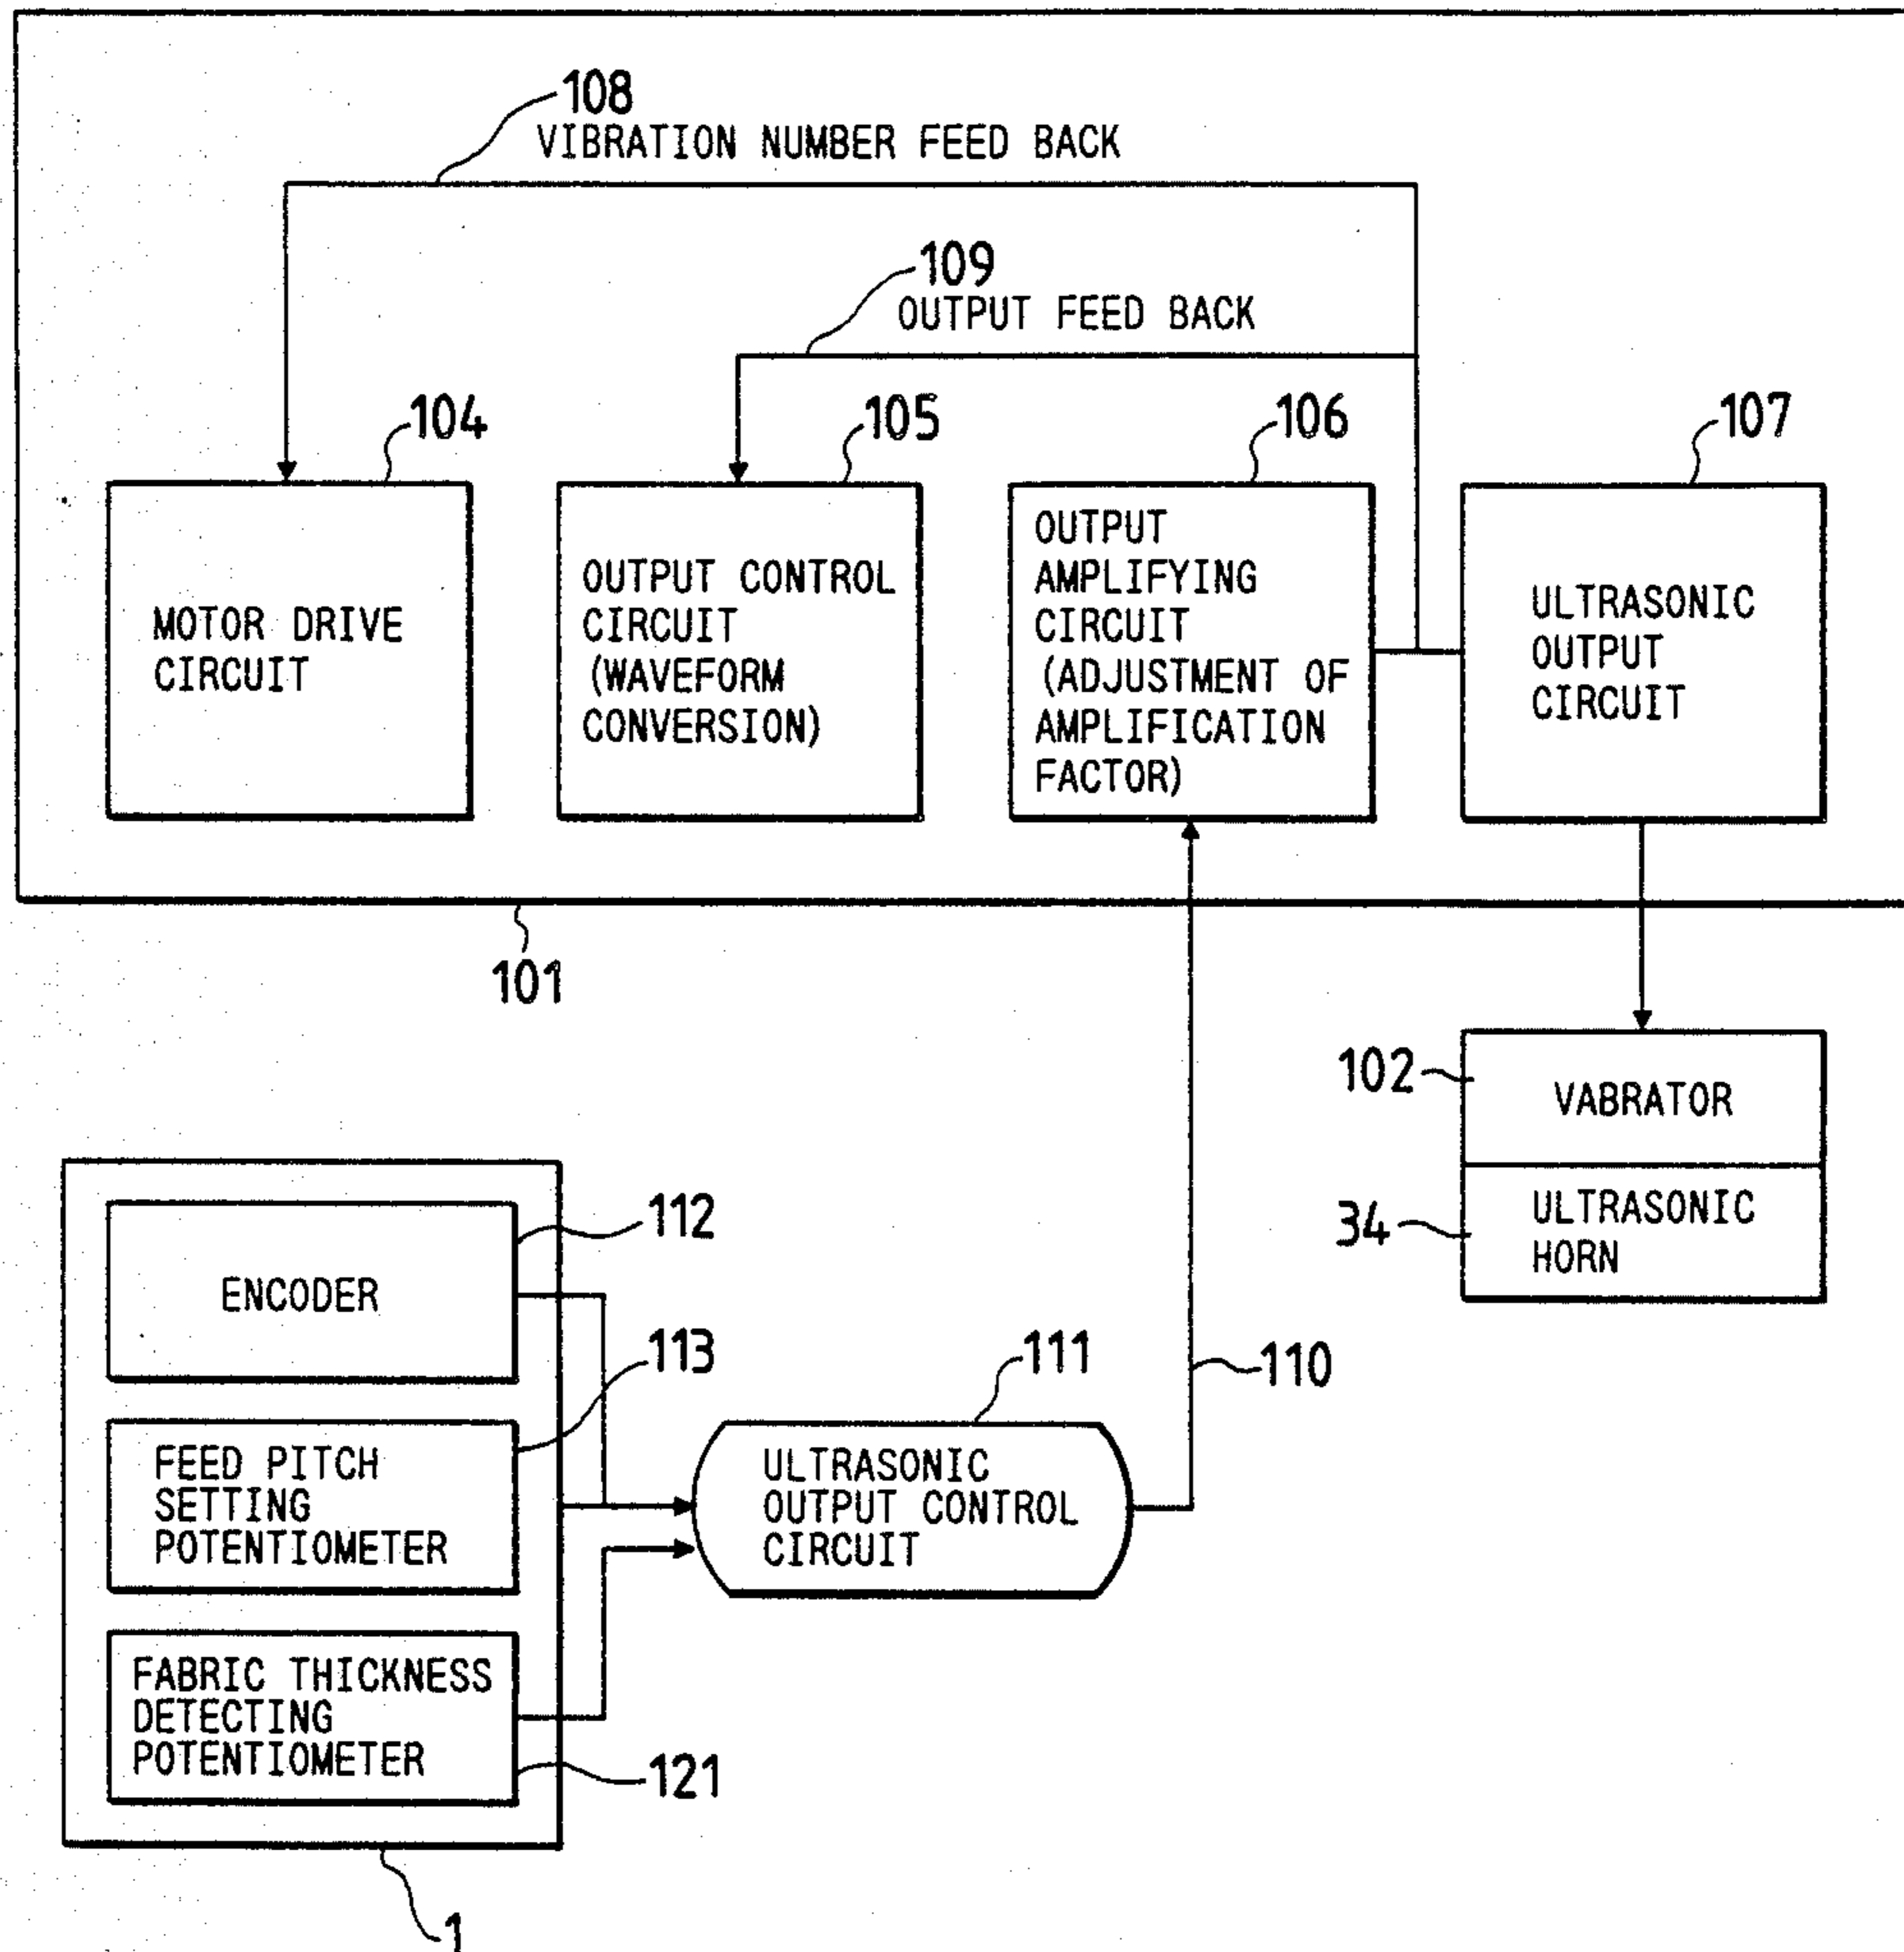 108
VIBRATION NUMBER FEED BACK
109
OUTPUT FEED BACK
104
105
106
107
MOTOR DRIVE
CIRCUIT
OUTPUT CONTROL
CIRCUIT
(WAVEFORM
CONVERSION)
OUTPUT
AMPLIFYING
CIRCUIT
(ADJUSTMENT OF
AMPLIFICATION
FACTOR)
ULTRASONIC
OUTPUT
CIRCUIT
101
102
VABRATOR
34
ULTRASONIC
HORN
112
ENCODER
113
FEED PITCH
SETTING
POTENTIOMETER
111
ULTRASONIC
OUTPUT CONTROL
CIRCUIT
110
FABRIC THICKNESS
DETECTING
POTENTIOMETER
121
1